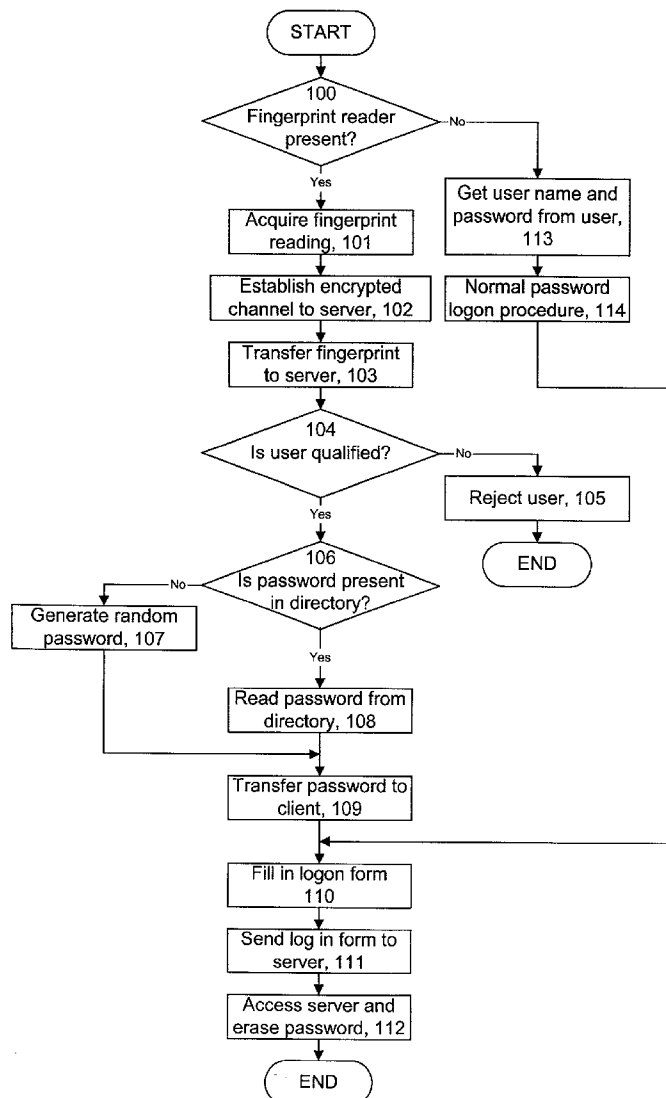 START
100
Fingerprint reader
present?
No
Yes
Acquire fingerprint
reading, 101
Get user name and
password from user,
113
Establish encrypted
channel to server, 102
Normal password
logon procedure, 114
Transfer fingerprint
to server, 103
104
Is user qualified?
No
Yes
Reject user, 105
END
106
Is password present
in directory?
No
Generate random
password, 107
Yes
Read password from
directory, 108
Transfer password to
client, 109
Fill in logon form
110
Send log in form to
server, 111
Access server and
erase password, 112
END